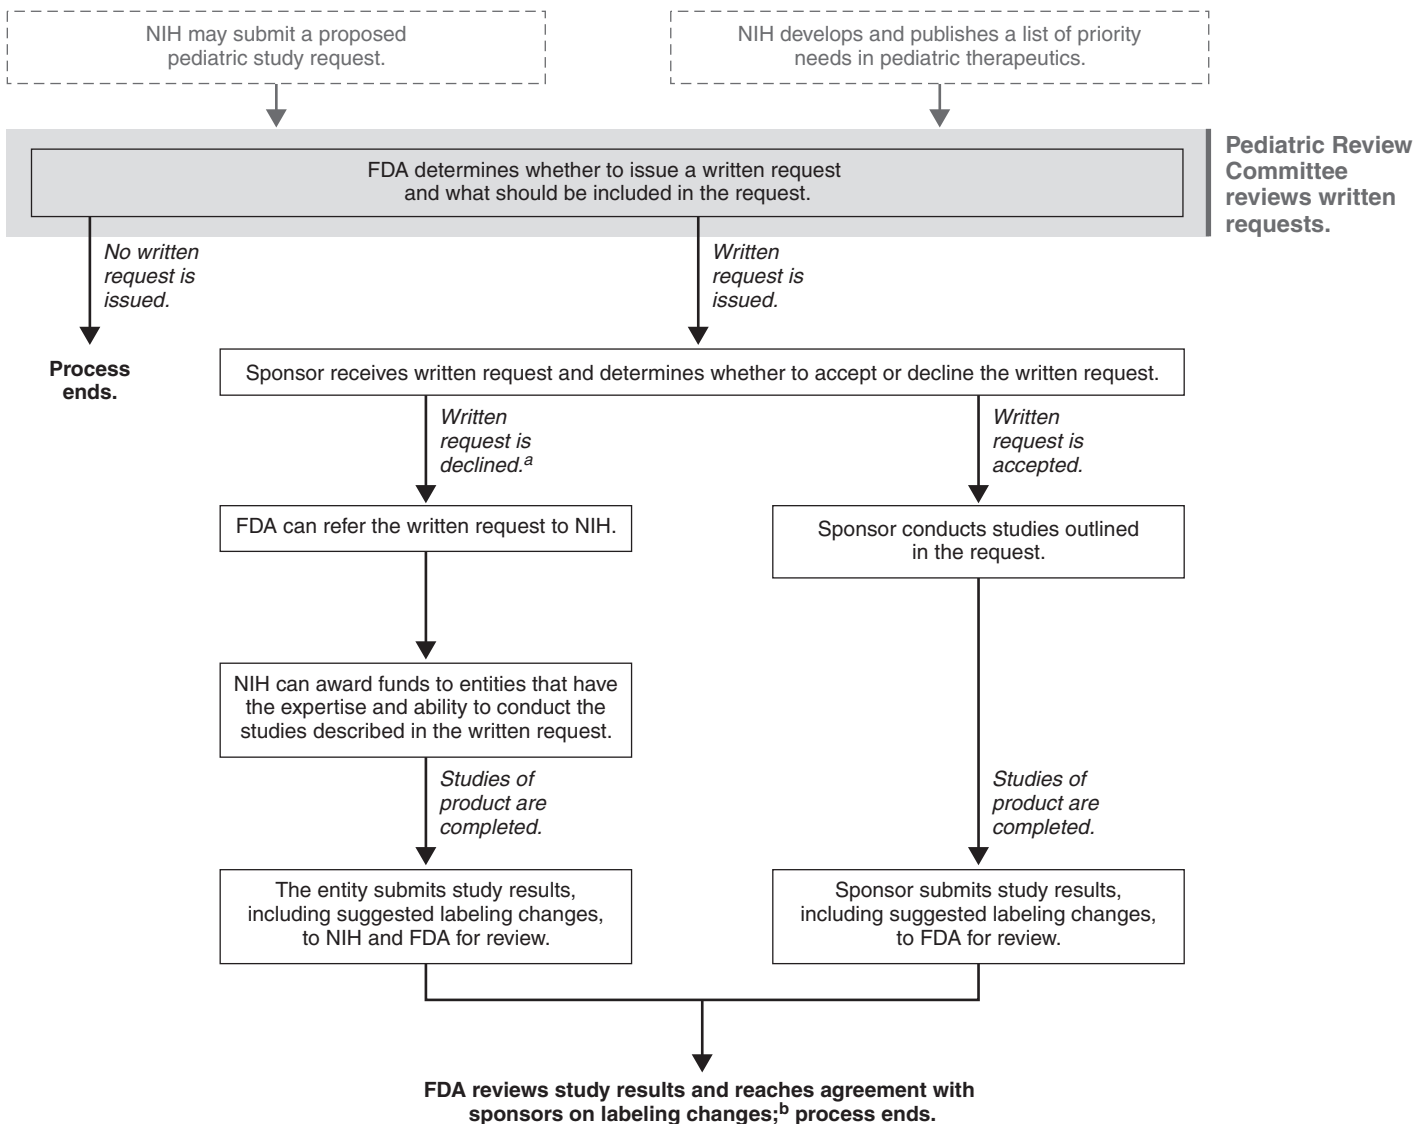 NIH may submit a proposed
pediatric study request.
NIH develops and publishes a list of priority
needs in pediatric therapeutics.
FDA determines whether to issue a written request
and what should be included in the request.
Pediatric Review
Committee
reviews written
requests.
No written
request is
issued.
Written
request is
issued.
Process
ends.
Sponsor receives written request and determines whether to accept or decline the written request.
Written
request is
declined.a
Written
request is
accepted.
FDA can refer the written request to NIH.
Sponsor conducts studies outlined
in the request.
NIH can award funds to entities that have
the expertise and ability to conduct the
studies described in the written request.
Studies of
product are
completed.
Studies of
product are
completed.
The entity submits study results,
including suggested labeling changes,
to NIH and FDA for review.
Sponsor submits study results,
including suggested labeling changes,
to FDA for review.
FDA reviews study results and reaches agreement with
sponsors on labeling changes;b process ends.